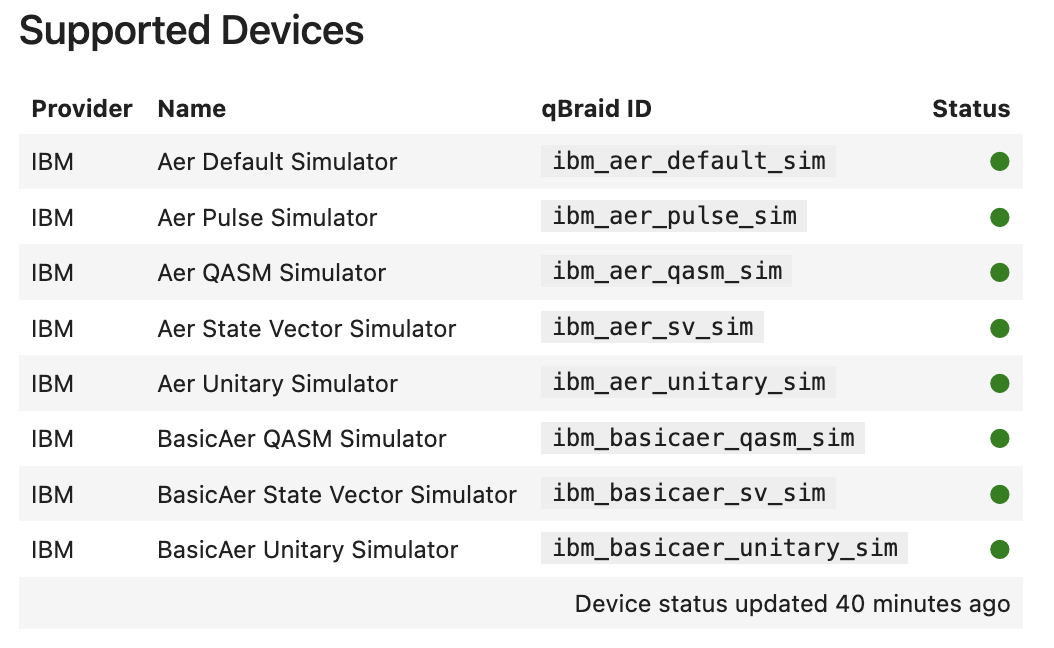 Supported Devices
Provider Name qBraid ID Status
IBM Aer Default Simulator ibm_aer_default_sim
IBM Aer Pulse Simulator ibm_aer_pulse_sim
IBM Aer QASM Simulator ibm_aer_qasm_sim
IBM Aer State Vector Simulator ibm_aer_sv_sim
IBM Aer Unitary Simulator ibm_aer_unitary_sim
IBM BasicAer QASM Simulator ibm_basicaer_qasm_sim
IBM BasicAer State Vector Simulator ibm_basicaer_sv_sim
IBM BasicAer Unitary Simulator ibm_basicaer_unitary_sim
Device status updated 40 minutes ago